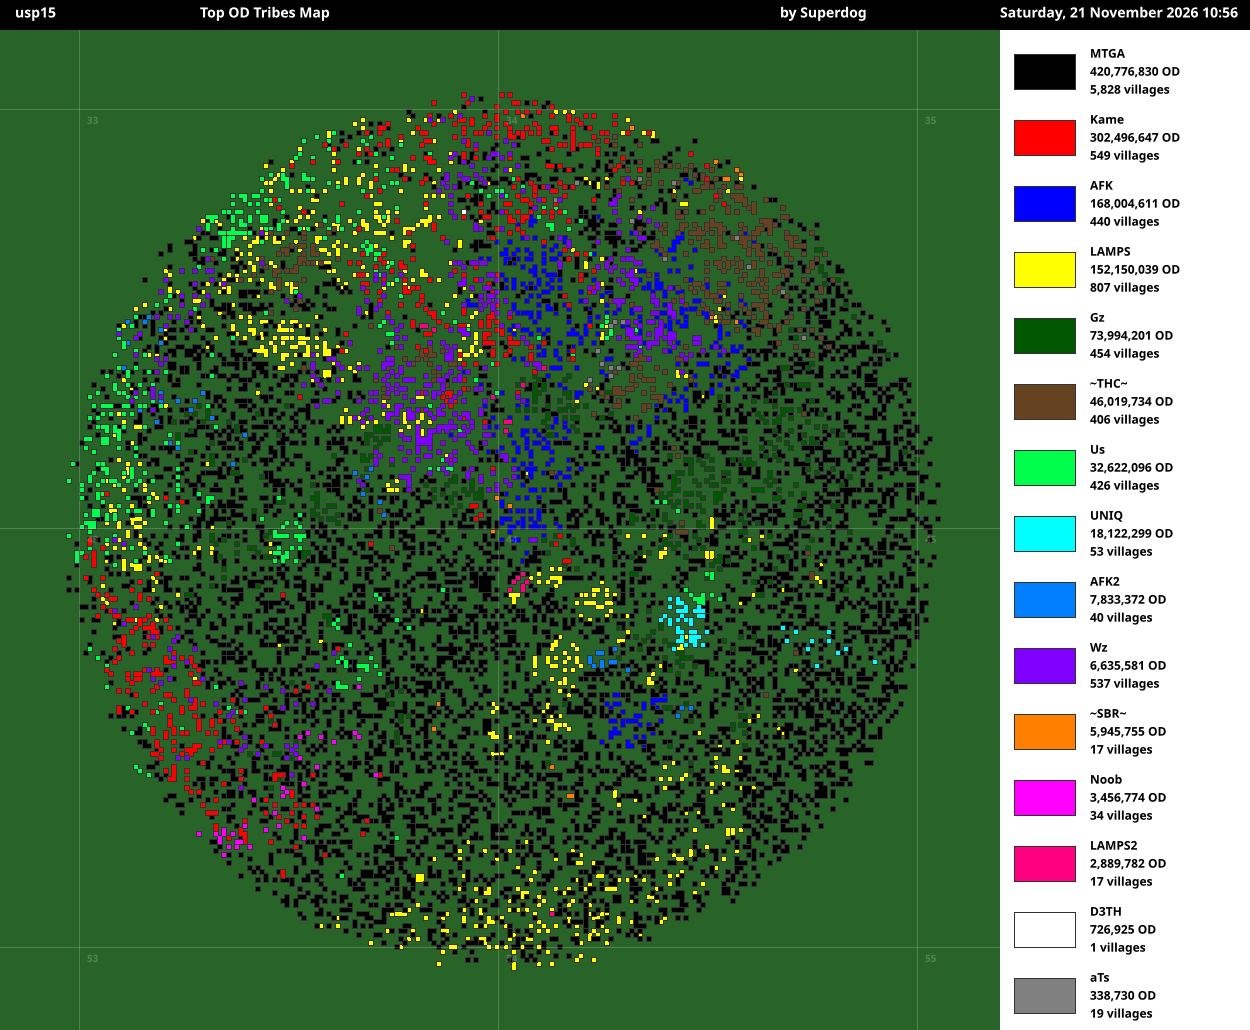 usp15 Top OD Tribes Map by Superdog Saturday, 21 November 2026 10:56
33 34 35
53 55
MTGA
420,776,830 OD
5,828 villages
Kame
302,496,647 OD
549 villages
AFK
168,004,611 OD
440 villages
LAMPS
152,150,039 OD
807 villages
Gz
73,994,201 OD
454 villages
~THC~
46,019,734 OD
406 villages
Us
32,622,096 OD
426 villages
UNIQ
18,122,299 OD
53 villages
AFK2
7,833,372 OD
40 villages
Wz
6,635,581 OD
537 villages
~SBR~
5,945,755 OD
17 villages
Noob
3,456,774 OD
34 villages
LAMPS2
2,889,782 OD
17 villages
D3TH
726,925 OD
1 villages
aTs
338,730 OD
19 villages